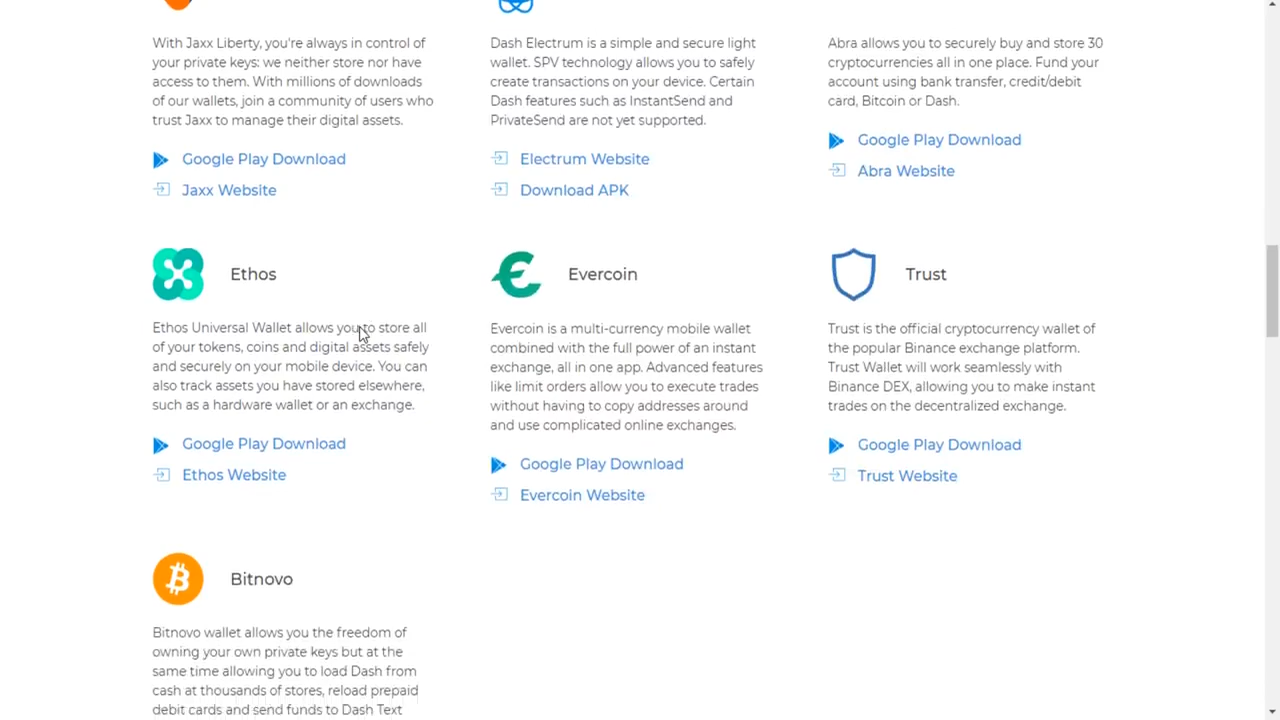 With Jaxx Liberty, you're always in control of
your private keys: we neither store nor have
access to them. With millions of downloads
of our wallets, join a community of users who
trust Jaxx to manage their digital assets.
Google Play Download
Jaxx Website
Dash Electrum is a simple and secure light
wallet. SPV technology allows you to safely
create transactions on your device. Certain
Dash features such as InstantSend and
PrivateSend are not yet supported.
Electrum Website
Download APK
Abra allows you to securely buy and store 30
cryptocurrencies all in one place. Fund your
account using bank transfer, credit/debit
card, Bitcoin or Dash.
Google Play Download
Abra Website
Ethos
Ethos Universal Wallet allows you to store all
of your tokens, coins and digital assets safely
and securely on your mobile device. You can
also track assets you have stored elsewhere,
such as a hardware wallet or an exchange.
Google Play Download
Ethos Website
Evercoin
Evercoin is a multi-currency mobile wallet
combined with the full power of an instant
exchange, all in one app. Advanced features
like limit orders allow you to execute trades
without having to copy addresses around
and use complicated online exchanges.
Google Play Download
Evercoin Website
Trust
Trust is the official cryptocurrency wallet of
the popular Binance exchange platform.
Trust Wallet will work seamlessly with
Binance DEX, allowing you to make instant
trades on the decentralized exchange.
Google Play Download
Trust Website
Bitnovo
Bitnovo wallet allows you the freedom of
owning your own private keys but at the
same time allowing you to load Dash from
cash at thousands of stores, reload prepaid
debit cards and send funds to Dash Text